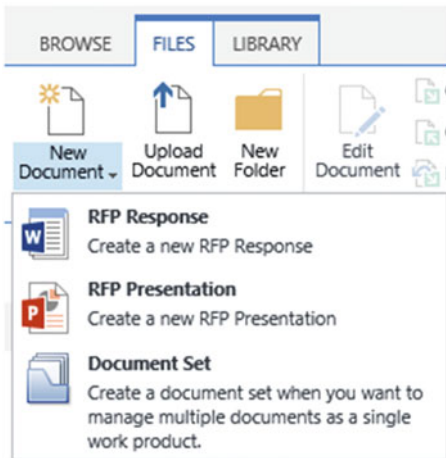 BROWSE FILES LIBRARY
New Document Upload Document New Folder Edit Document
RFP Response
Create a new RFP Response
RFP Presentation
Create a new RFP Presentation
Document Set
Create a document set when you want to
manage multiple documents as a single
work product.
W
P